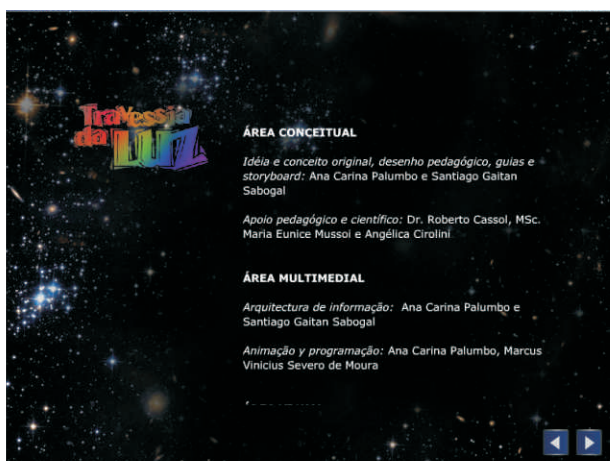 Travessia
da LUZ
ÁREA CONCEITUAL
Idéia e conceito original, desenho pedagógico, guias e
storyboard: Ana Carina Palumbo e Santiago Gaitan
Sabogal
Apoio pedagógico e científico: Dr. Roberto Cassol, MSc.
Maria Eunice Mussoi e Angélica Cirolini
ÁREA MULTIMEDIAL
Arquitectura de informação: Ana Carina Palumbo e
Santiago Gaitan Sabogal
Animação y programação: Ana Carina Palumbo, Marcus
Vinicius Severo de Moura